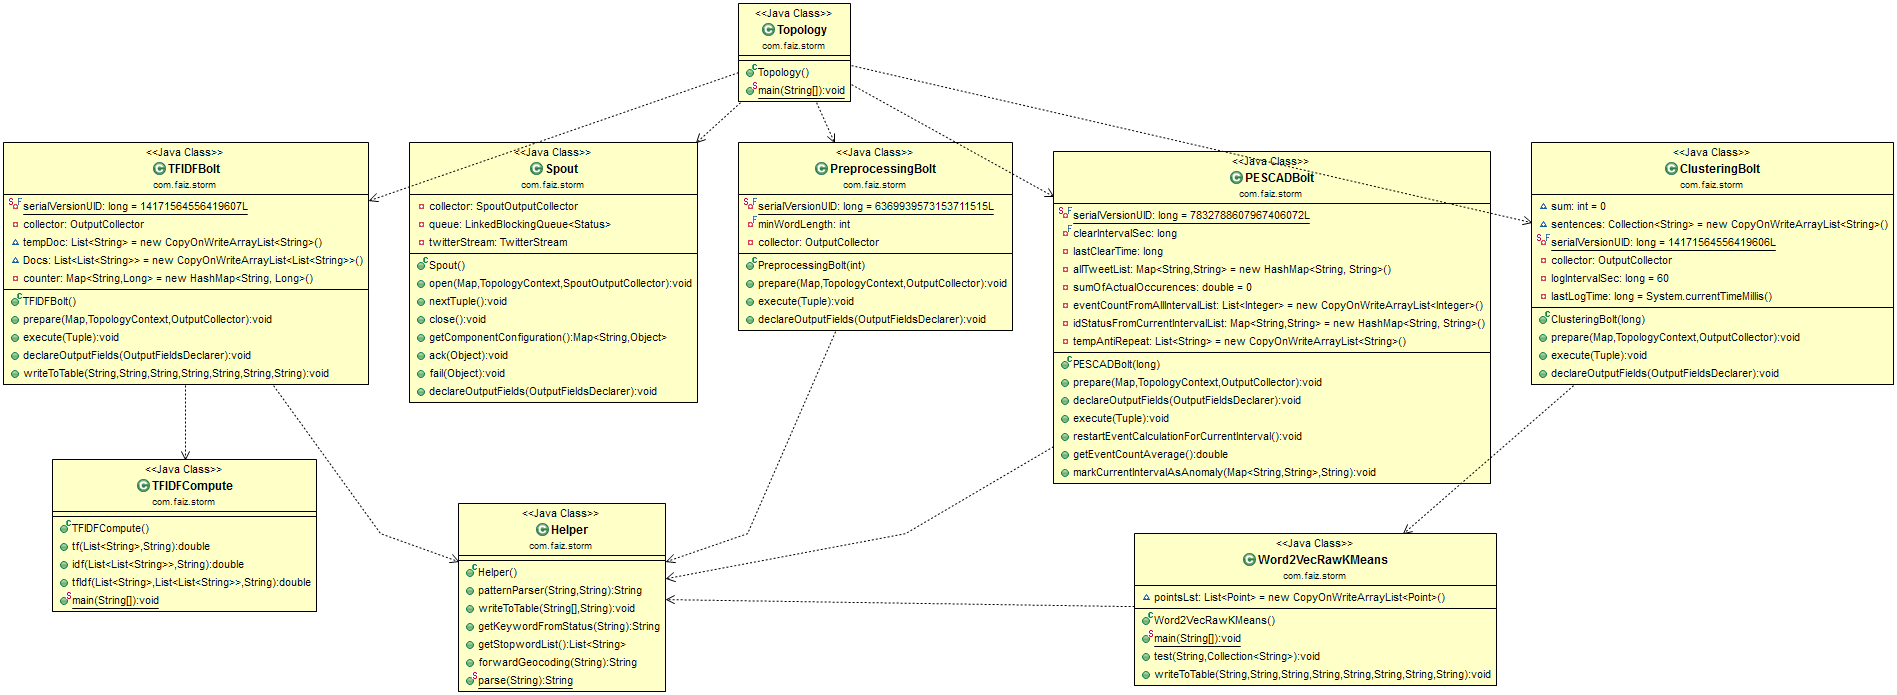 <<Java Class>>
Topology
com.faiz.storm
Topology()
main(String[]):void
<<Java Class>>
TFIDFBolt
com.faiz.storm
serialVersionUID: long = 14171564556419607L
collector: OutputCollector
tempDoc: List<String> = new CopyOnWriteArrayList<String>()
Docs: List<List<String>> = new CopyOnWriteArrayList<List<String>>()
counter: Map<String,Long> = new HashMap<String, Long>()
TFIDFBolt()
prepare(Map,TopologyContext,OutputCollector):void
execute(Tuple):void
declareOutputFields(OutputFieldsDeclarer):void
writeToTable(String,String,String,String,String,String,String):void
<<Java Class>>
Spout
com.faiz.storm
collector: SpoutOutputCollector
queue: LinkedBlockingQueue<Status>
twitterStream: TwitterStream
Spout()
open(Map,TopologyContext,SpoutOutputCollector):void
nextTuple():void
close():void
getComponentConfiguration():Map<String,Object>
ack(Object):void
fail(Object):void
declareOutputFields(OutputFieldsDeclarer):void
<<Java Class>>
PreprocessingBolt
com.faiz.storm
serialVersionUID: long = 6369939573153711515L
minWordLength: int
collector: OutputCollector
PreprocessingBolt(int)
prepare(Map,TopologyContext,OutputCollector):void
execute(Tuple):void
declareOutputFields(OutputFieldsDeclarer):void
<<Java Class>>
PESCADBolt
com.faiz.storm
serialVersionUID: long = 7832788607967406072L
clearIntervalSec: long
lastClearTime: long
allTweetList: Map<String,String> = new HashMap<String, String>()
sumOfActualOccurences: double = 0
eventCountFromAllIntervalList: List<Integer> = new CopyOnWriteArrayList<Integer>()
idStatusFromCurrentIntervalList: Map<String,String> = new HashMap<String, String>()
tempAntiRepeat: List<String> = new CopyOnWriteArrayList<String>()
PESCADBolt(long)
prepare(Map,TopologyContext,OutputCollector):void
declareOutputFields(OutputFieldsDeclarer):void
execute(Tuple):void
restartEventCalculationForCurrentInterval():void
getEventCountAverage():double
markCurrentIntervalAsAnomaly(Map<String,String>,String):void
<<Java Class>>
ClusteringBolt
com.faiz.storm
sum: int = 0
sentences: Collection<String> = new CopyOnWriteArrayList<String>()
serialVersionUID: long = 14171564556419606L
collector: OutputCollector
logIntervalSec: long = 60
lastLogTime: long = System.currentTimeMillis()
ClusteringBolt(long)
prepare(Map,TopologyContext,OutputCollector):void
execute(Tuple):void
declareOutputFields(OutputFieldsDeclarer):void
<<Java Class>>
TFIDFCompute
com.faiz.storm
TFIDFCompute()
tf(List<String>,String):double
idf(List<List<String>>,String):double
tfIdf(List<String>,List<List<String>>,String):double
main(String[]):void
<<Java Class>>
Helper
com.faiz.storm
Helper()
patternParser(String,String):String
writeToTable(String[],String):void
getKeywordFromStatus(String):String
getStopwordList():List<String>
forwardGeocoding(String):String
parse(String):String
<<Java Class>>
Word2VecRawKMeans
com.faiz.storm
pointsLst: List<Point> = new CopyOnWriteArrayList<Point>()
Word2VecRawKMeans()
main(String[]):void
test(String,Collection<String>):void
writeToTable(String,String,String,String,String,String,String,String):void